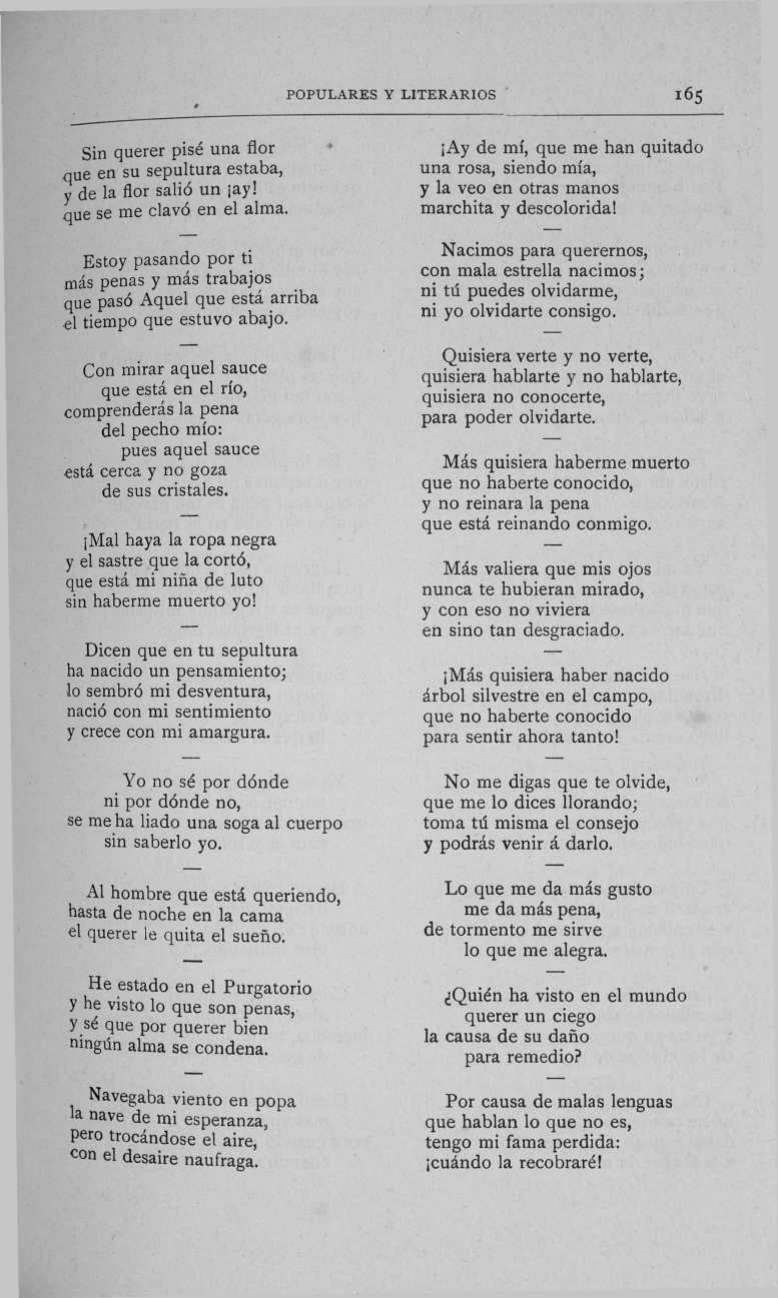 POPULARES Y LITERARIOS 165
Sin querer pisé una flor
que en su sepultura estaba,
y de la flor salió un ¡ay!
que se me clavó en el alma.
—
Estoy pasando por ti
más penas y más trabajos
que pasó Aquel que está arriba
el tiempo que estuvo abajo.
—
Con mirar aquel sauce
que está en el río,
comprenderás la pena
del pecho mío:
pues aquel sauce
está cerca y no goza
de sus cristales.
—
¡Mal haya la ropa negra
y el sastre que la cortó,
que está mi niña de luto
sin haberme muerto yo!
—
Dicen que en tu sepultura
ha nacido un pensamiento;
lo sembró mi desventura,
nació con mi sentimiento
y crece con mi amargura.
—
Yo no sé por dónde
ni por dónde no,
se me ha liado una soga al cuerpo
sin saberlo yo.
—
Al hombre que está queriendo,
hasta de noche en la cama
el querer le quita el sueño.
—
He estado en el Purgatorio
y he visto lo que son penas,
y sé que por querer bien
ningún alma se condena.
—
Navegaba viento en popa
la nave de mi esperanza,
pero trocándose el aire,
con el desaire naufraga.
¡Ay de mí, que me han quitado
una rosa, siendo mía,
y la veo en otras manos
marchita y descolorida!
—
Nacimos para querernos,
con mala estrella nacimos;
ni tú puedes olvidarme,
ni yo olvidarte consigo.
—
Quisiera verte y no verte,
quisiera hablarte y no hablarte,
quisiera no conocerte,
para poder olvidarte.
—
Más quisiera haberme muerto
que no haberte conocido,
y no reinara la pena
que está reinando conmigo.
—
Más valiera que mis ojos
nunca te hubieran mirado,
y con eso no viviera
en sino tan desgraciado.
—
¡Más quisiera haber nacido
árbol silvestre en el campo,
que no haberte conocido
para sentir ahora tanto!
—
No me digas que te olvide,
que me lo dices llorando;
toma tú misma el consejo
y podrás venir á darlo.
—
Lo que me da más gusto
me da más pena,
de tormento me sirve
lo que me alegra.
—
¿Quién ha visto en el mundo
querer un ciego
la causa de su daño
para remedio?
—
Por causa de malas lenguas
que hablan lo que no es,
tengo mi fama perdida:
¡cuándo la recobraré!